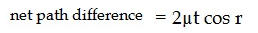 net path difference = 2µt cos r